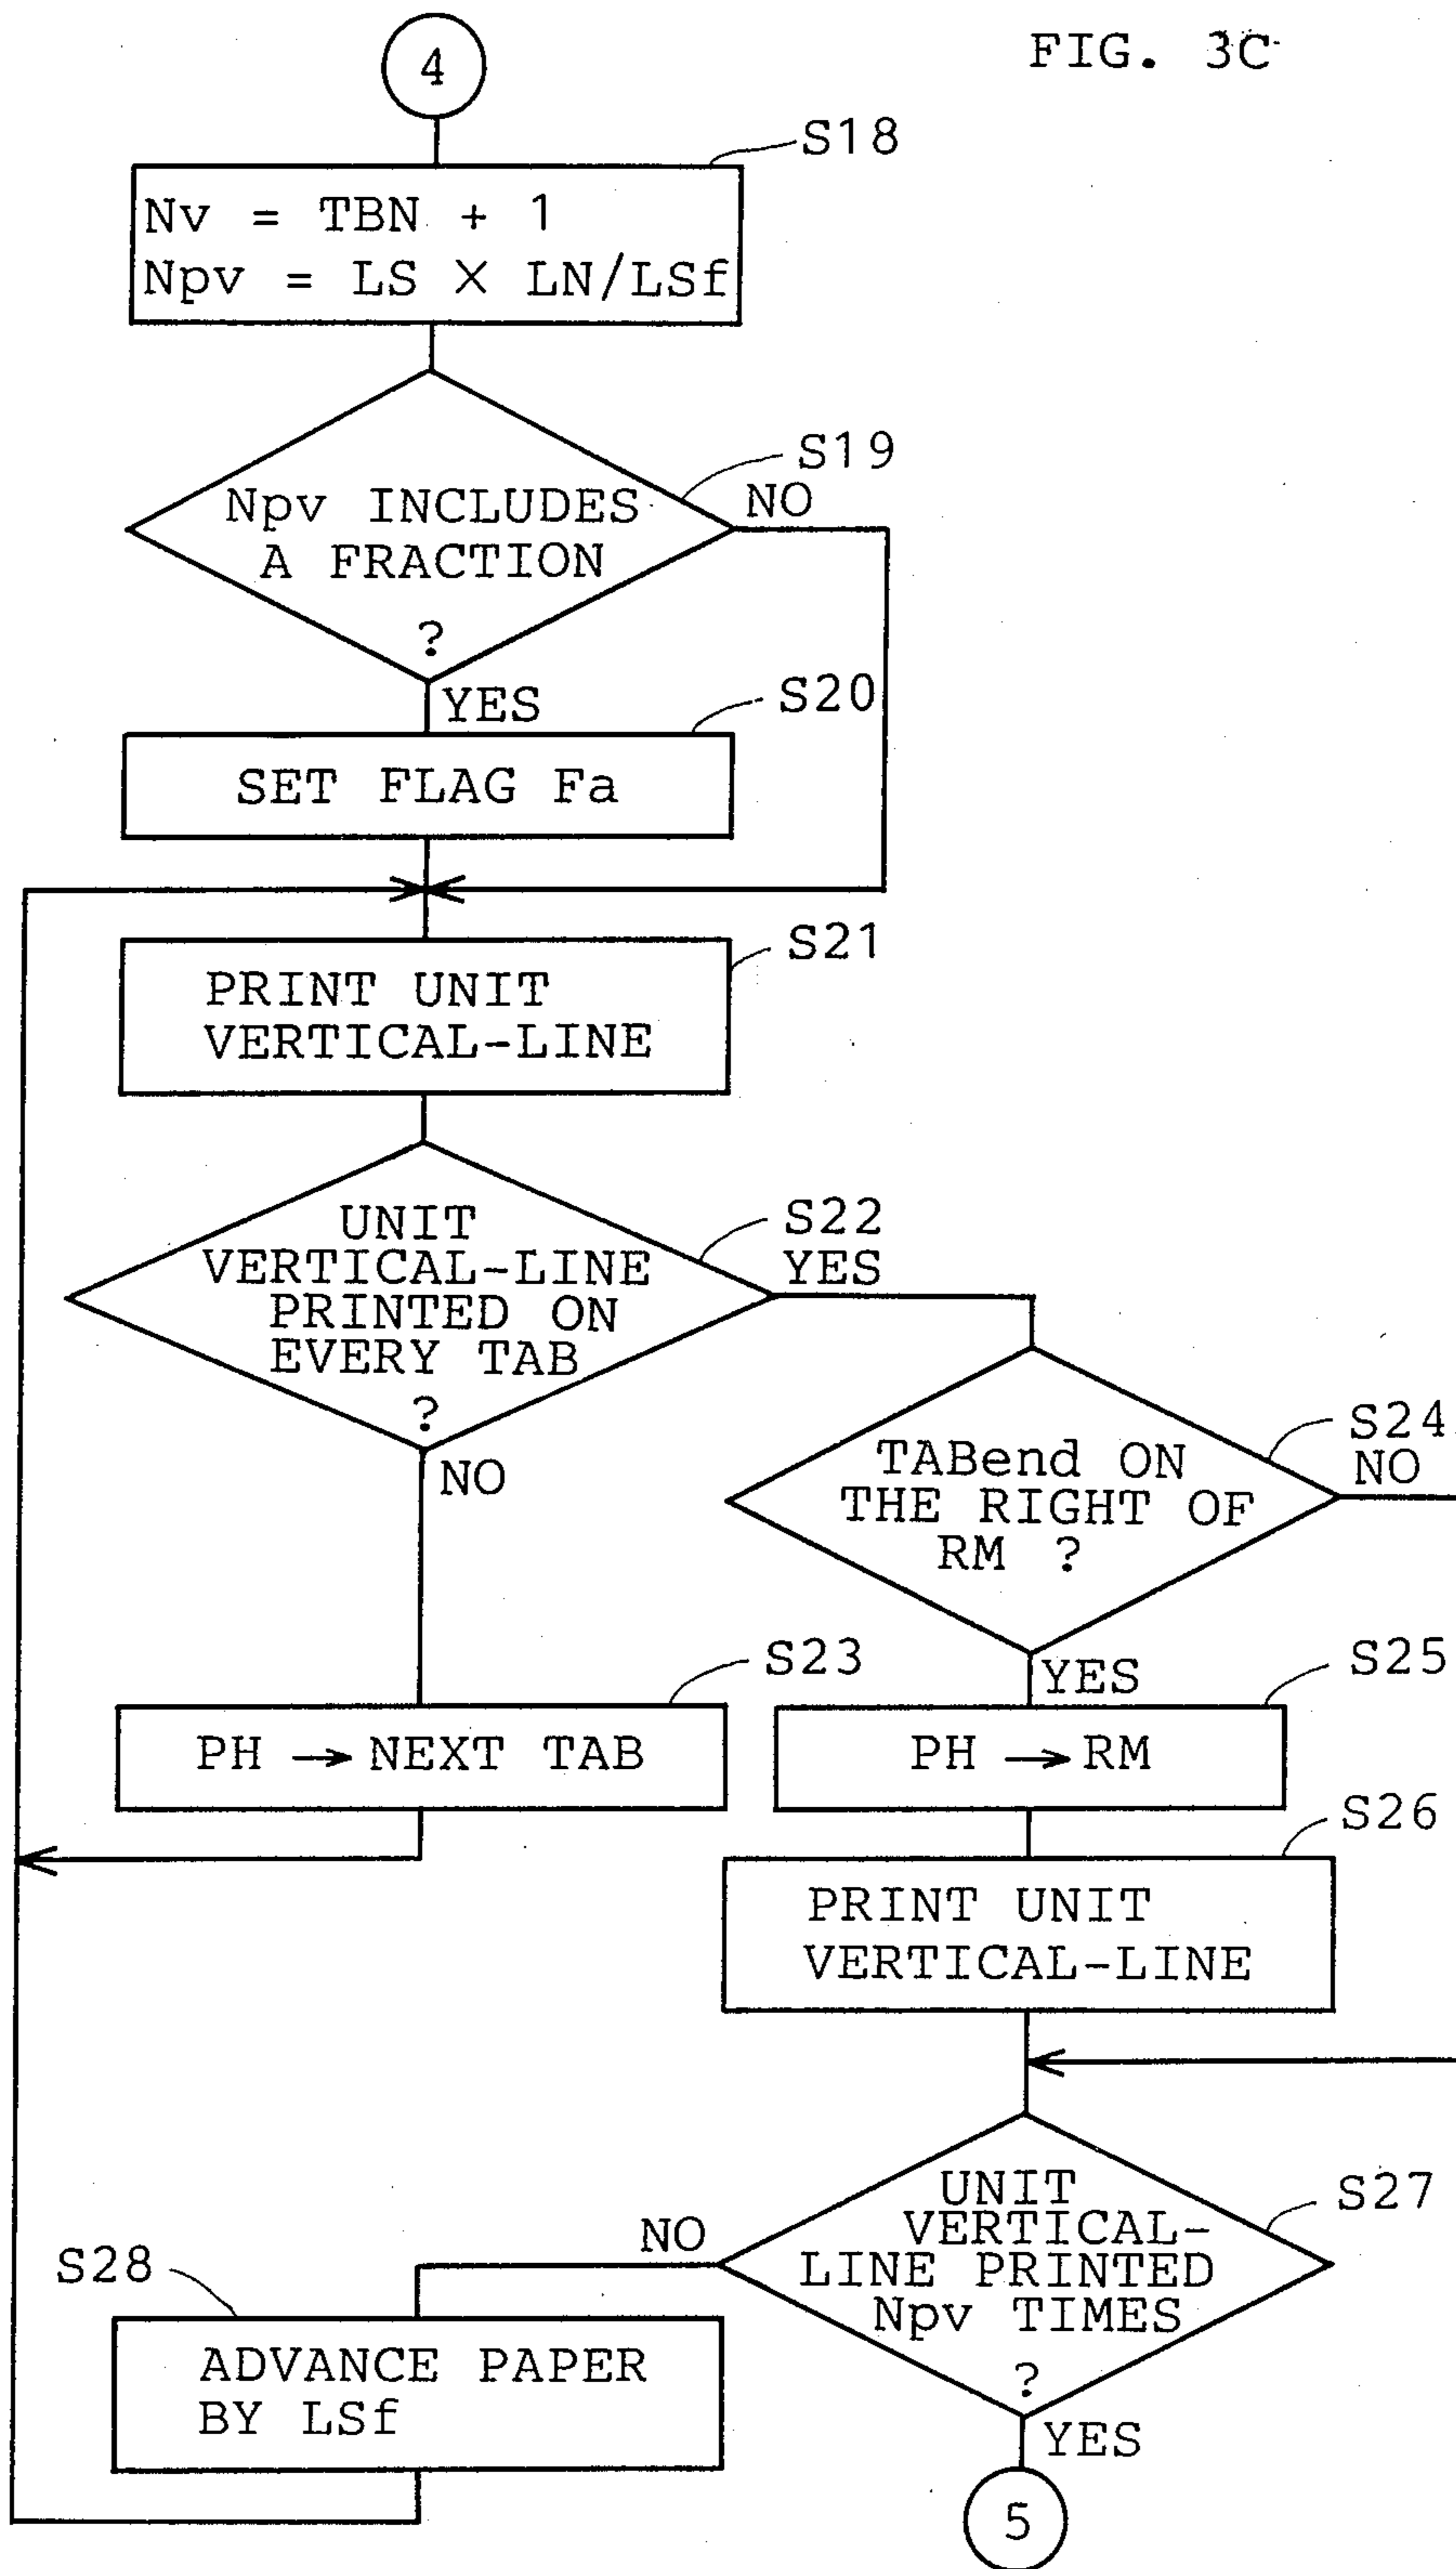 FIG. 3C
4
S18
Nv = TBN + 1
Npv = LS × LN/LSf
S19
Npv INCLUDES
A FRACTION
?
NO
YES
S20
SET FLAG Fa
S21
PRINT UNIT
VERTICAL-LINE
S22
UNIT
VERTICAL-LINE
PRINTED ON
EVERY TAB
?
YES
NO
S24
TABend ON
THE RIGHT OF
RM ?
NO
YES
S23
PH → NEXT TAB
S25
PH → RM
S26
PRINT UNIT
VERTICAL-LINE
S27
UNIT
VERTICAL-
LINE PRINTED
Npv TIMES
?
NO
YES
S28
ADVANCE PAPER
BY LSf
5